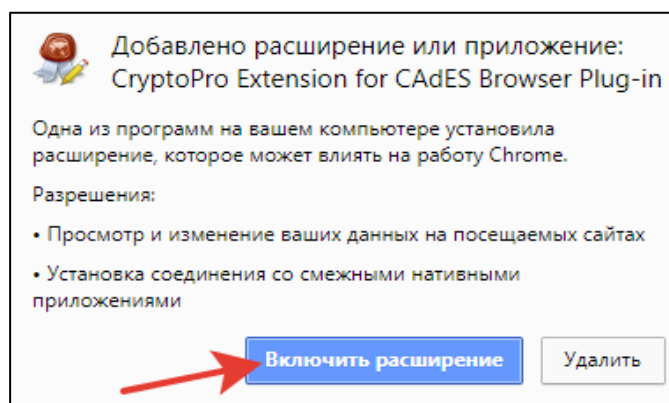 Добавлено расширение или приложение:
CryptoPro Extension for CAdES Browser Plug-in
Одна из программ на вашем компьютере установила
расширение, которое может влиять на работу Chrome.
Разрешения:
• Просмотр и изменение ваших данных на посещаемых сайтах
• Установка соединения со смежными нативными
приложениями
Включить расширение
Удалить